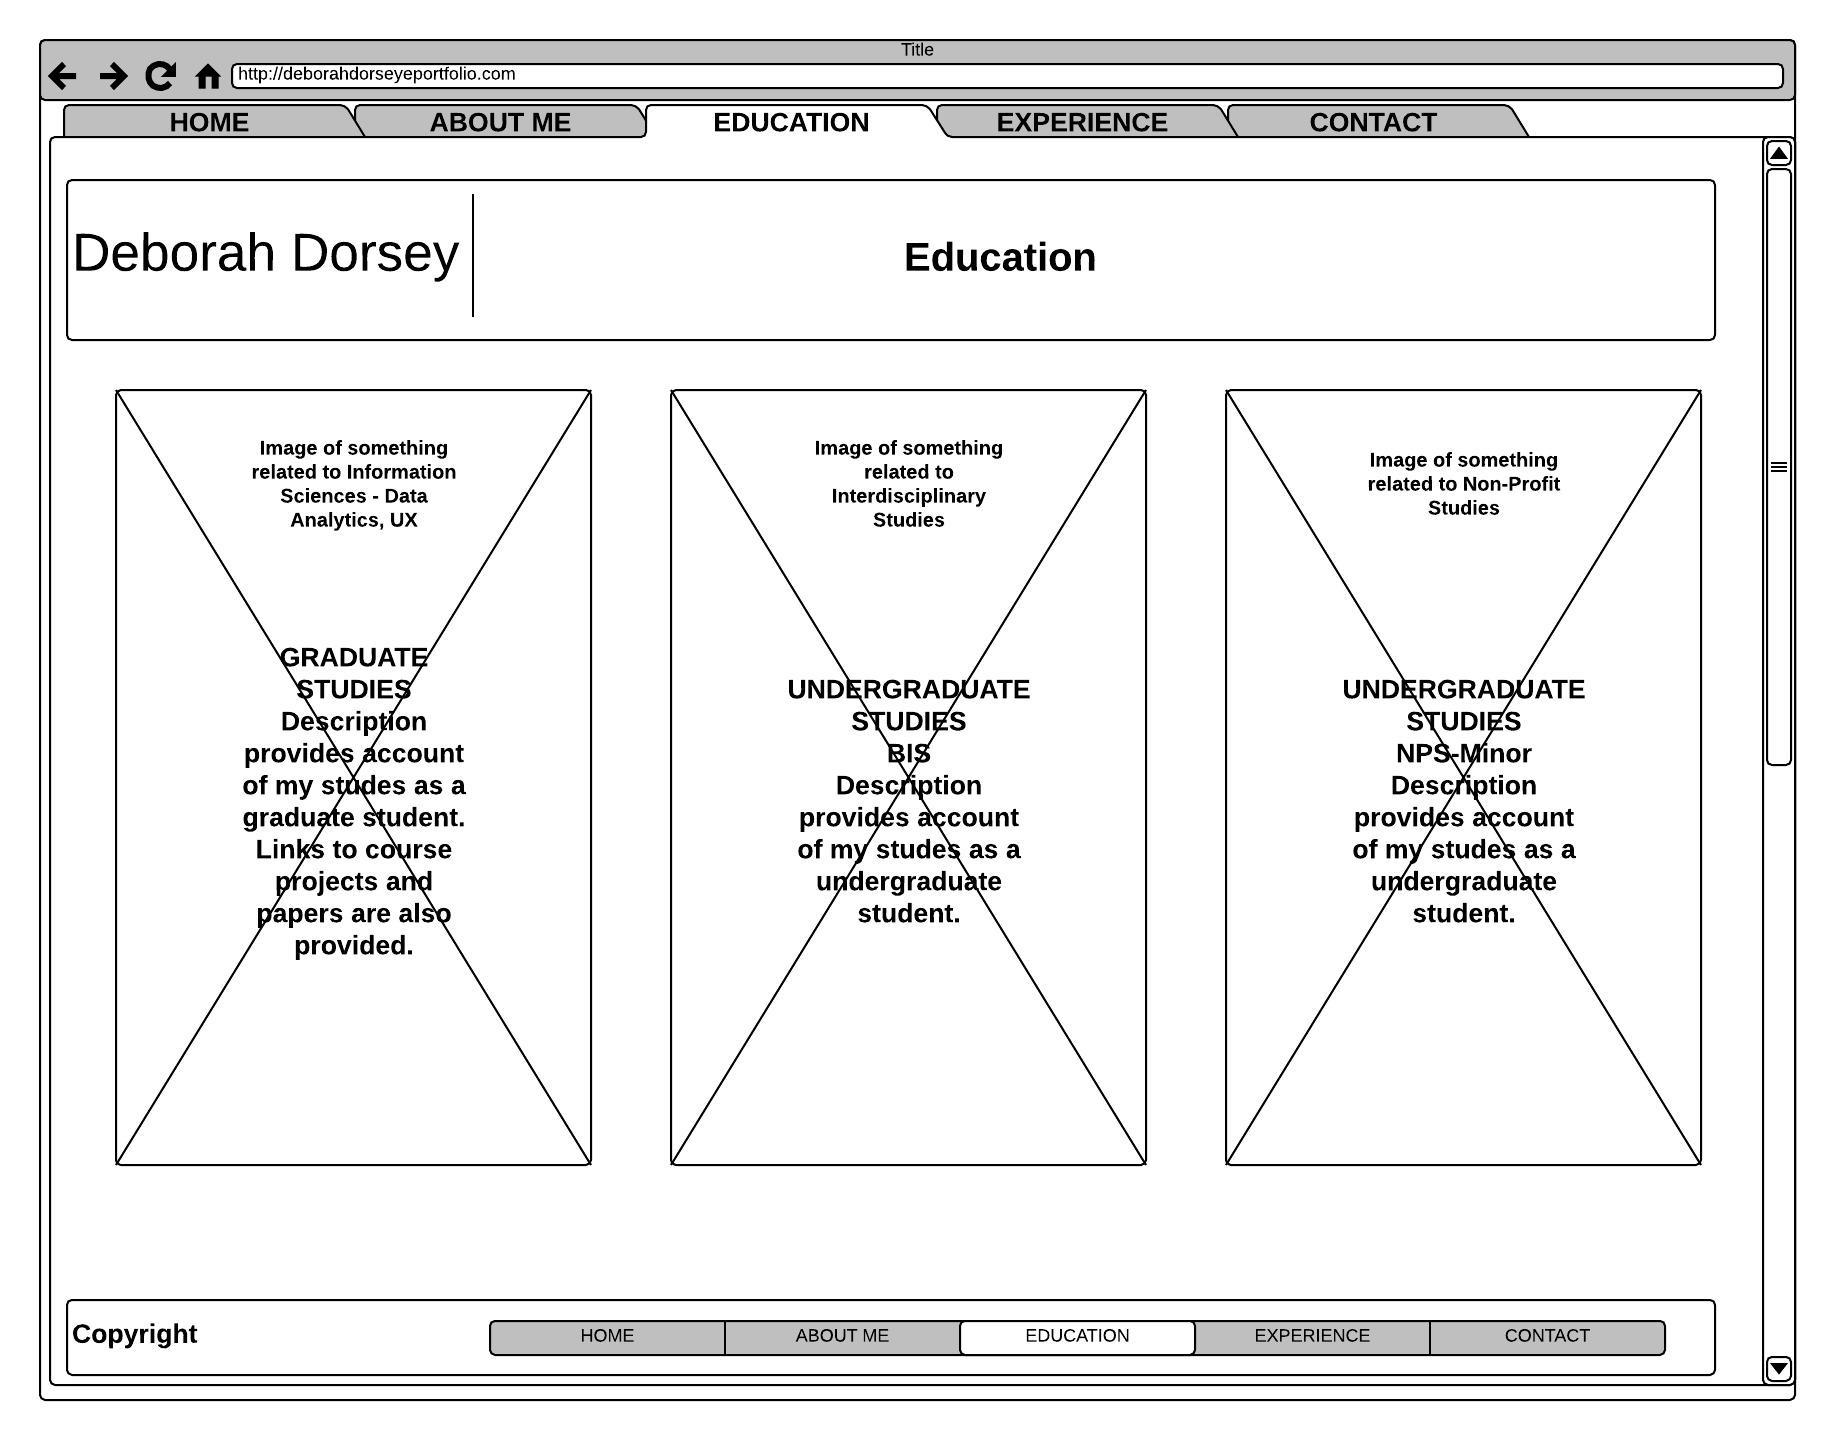 Title
http://deborahdorseyeportfolio.com
HOME
ABOUT ME
EDUCATION
EXPERIENCE
CONTACT
Deborah Dorsey
Education
Image of something
related to Information
Sciences - Data
Analytics, UX
GRADUATE
STUDIES
Description
provides account
of my studes as a
graduate student.
Links to course
projects and
papers are also
provided.
Image of something
related to
Interdisciplinary
Studies
UNDERGRADUATE
STUDIES
BIS
Description
provides account
of my studes as a
undergraduate
student.
Image of something
related to Non-Profit
Studies
UNDERGRADUATE
STUDIES
NPS-Minor
Description
provides account
of my studes as a
undergraduate
student.
Copyright
HOME
ABOUT ME
EDUCATION
EXPERIENCE
CONTACT